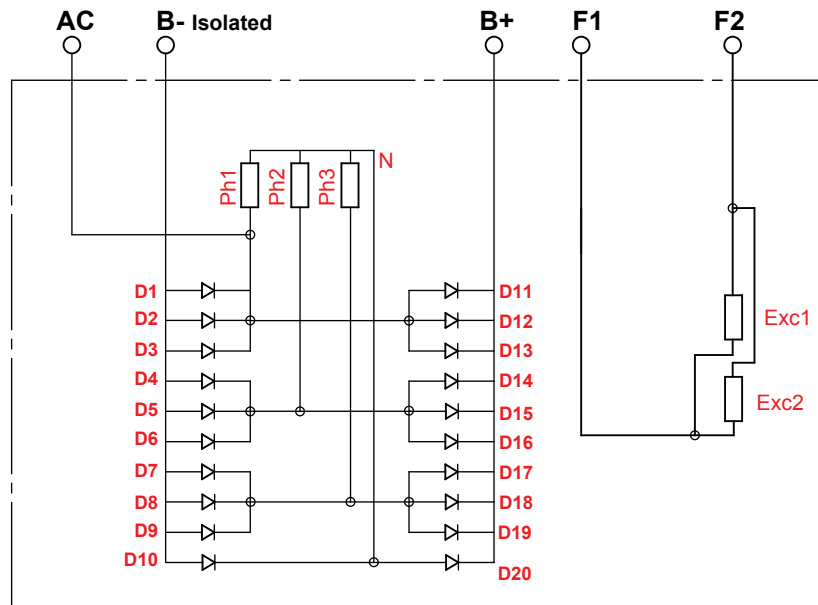 AC B- Isolated B+ F1 F2
N
Ph1 Ph2 Ph3
D1 D11
D2 D12
Exc1
D3 D13
D4 D14
Exc2
D5 D15
D6 D16
D7 D17
D8 D18
D9 D19
D10 D20